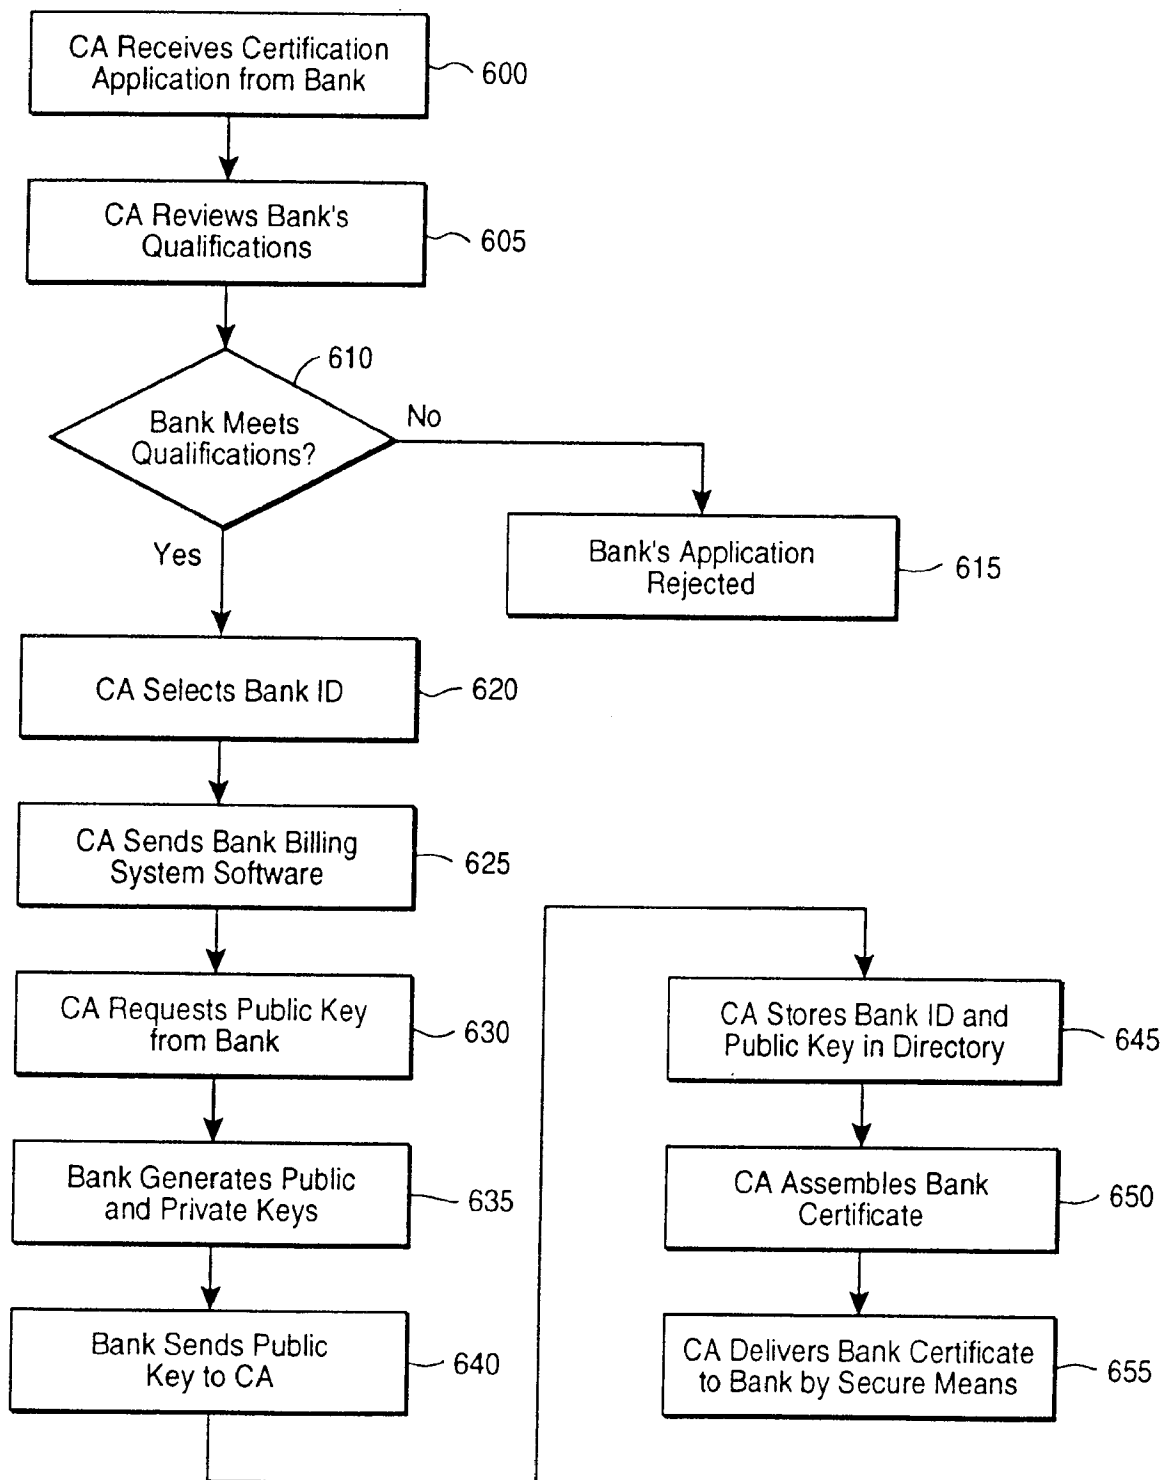 CA Receives Certification
Application from Bank
600
CA Reviews Bank's
Qualifications
605
610
Bank Meets
Qualifications?
No
Yes
Bank's Application
Rejected
615
CA Selects Bank ID
620
CA Sends Bank Billing
System Software
625
CA Requests Public Key
from Bank
630
Bank Generates Public
and Private Keys
635
Bank Sends Public
Key to CA
640
CA Stores Bank ID and
Public Key in Directory
645
CA Assembles Bank
Certificate
650
CA Delivers Bank Certificate
to Bank by Secure Means
655